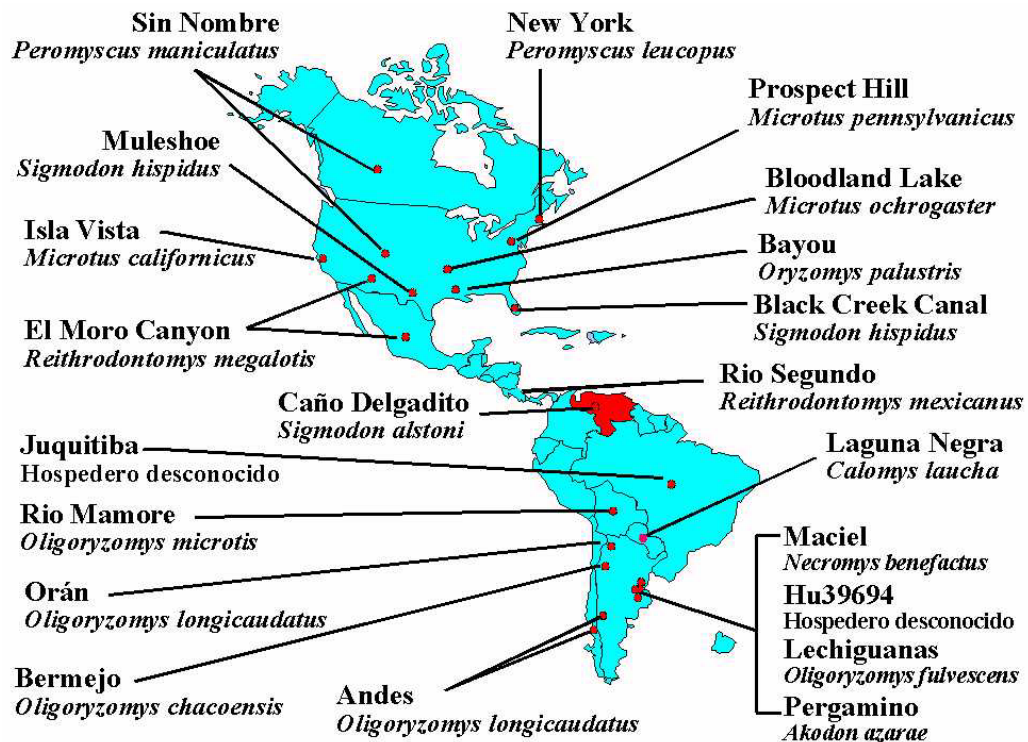 Sin Nombre
Peromyscus maniculatus
New York
Peromyscus leucopus
Prospect Hill
Microtus pennsylvanicus
Muleshoe
Sigmodon hispidus
Bloodland Lake
Microtus ochrogaster
Isla Vista
Microtus californicus
Bayou
Oryzomys palustris
El Moro Canyon
Reithrodontomys megalotis
Black Creek Canal
Sigmodon hispidus
Rio Segundo
Reithrodontomys mexicanus
Caño Delgadito
Sigmodon alstoni
Juquitiba
Hospedero desconocido
Laguna Negra
Calomys laucha
Rio Mamore
Oligoryzomys microtis
Maciel
Necromys benefactus
Orán
Oligoryzomys longicaudatus
Hu39694
Hospedero desconocido
Lechiguanas
Oligoryzomys fulvescens
Bermejo
Oligoryzomys chacoensis
Andes
Oligoryzomys longicaudatus
Pergamino
Akodon azarae